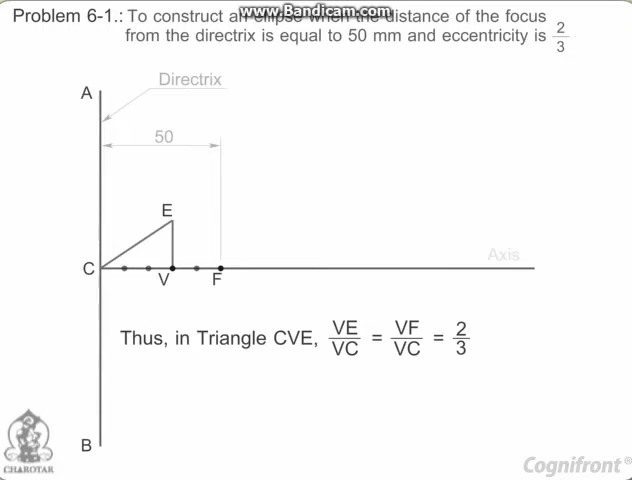 www.Bandicam.com
Problem 6-1.: To construct an ellipse when the distance of the focus
from the directrix is equal to 50 mm and eccentricity is 2/3
Directrix
A
50
E
Axis
C
V
F
Thus, in Triangle CVE, VE/VC = VF/VC = 2/3
B
CHAROTAR
Cognifront®